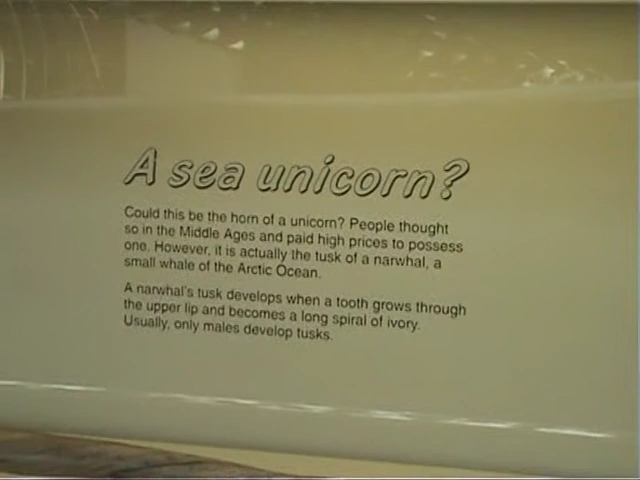 A sea unicorn?
Could this be the horn of a unicorn? People thought
so in the Middle Ages and paid high prices to possess
one. However, it is actually the tusk of a narwhal, a
small whale of the Arctic Ocean.
A narwhal's tusk develops when a tooth grows through
the upper lip and becomes a long spiral of ivory.
Usually, only males develop tusks.